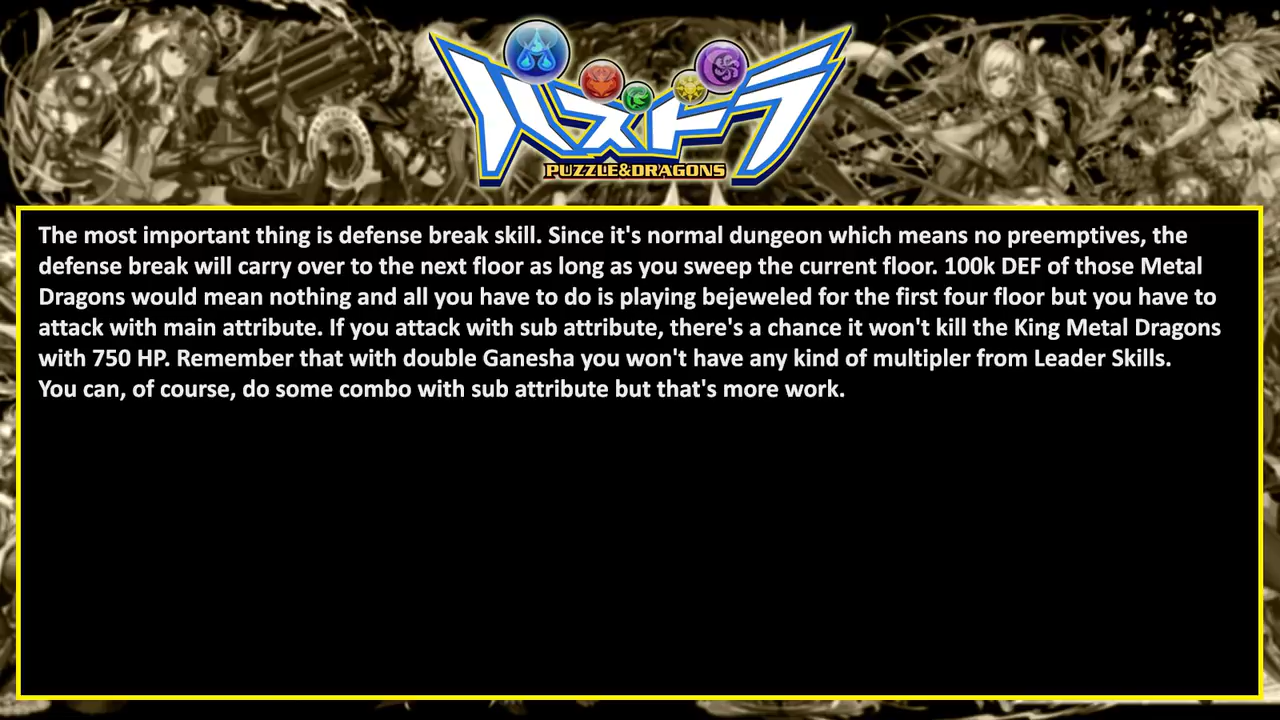 パズドラ
PUZZLE&DRAGONS
The most important thing is defense break skill. Since it's normal dungeon which means no preemptives, the
defense break will carry over to the next floor as long as you sweep the current floor. 100k DEF of those Metal
Dragons would mean nothing and all you have to do is playing bejeweled for the first four floor but you have to
attack with main attribute. If you attack with sub attribute, there's a chance it won't kill the King Metal Dragons
with 750 HP. Remember that with double Ganesha you won't have any kind of multipler from Leader Skills.
You can, of course, do some combo with sub attribute but that's more work.